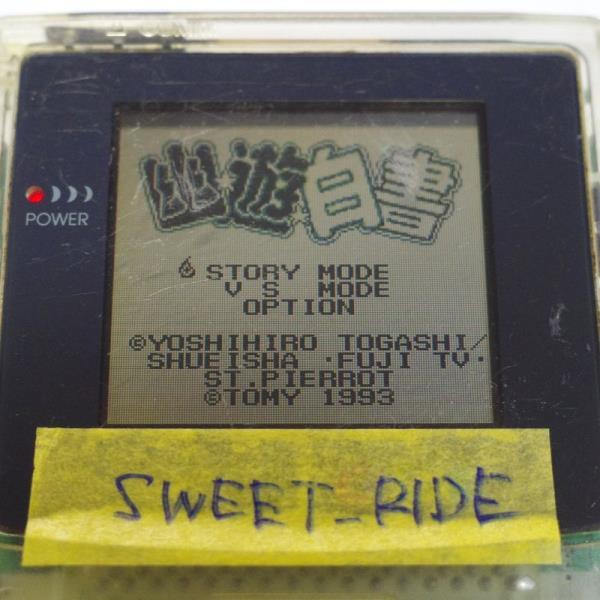 幽遊白書
STORY MODE
V S MODE
OPTION
©YOSHIHIRO TOGASHI/
SHUEISHA・FUJI TV・
ST.PIERROT
©TOMY 1993
POWER
SWEET_RIDE